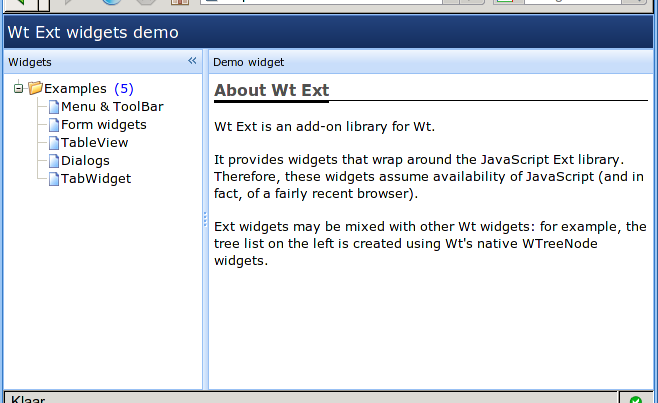 Wt Ext widgets demo
Widgets
Demo widget
Examples (5)
Menu & ToolBar
Form widgets
TableView
Dialogs
TabWidget
About Wt Ext
Wt Ext is an add-on library for Wt.
It provides widgets that wrap around the JavaScript Ext library.
Therefore, these widgets assume availability of JavaScript (and in
fact, of a fairly recent browser).
Ext widgets may be mixed with other Wt widgets: for example, the
tree list on the left is created using Wt's native WTreeNode
widgets.
Klaar